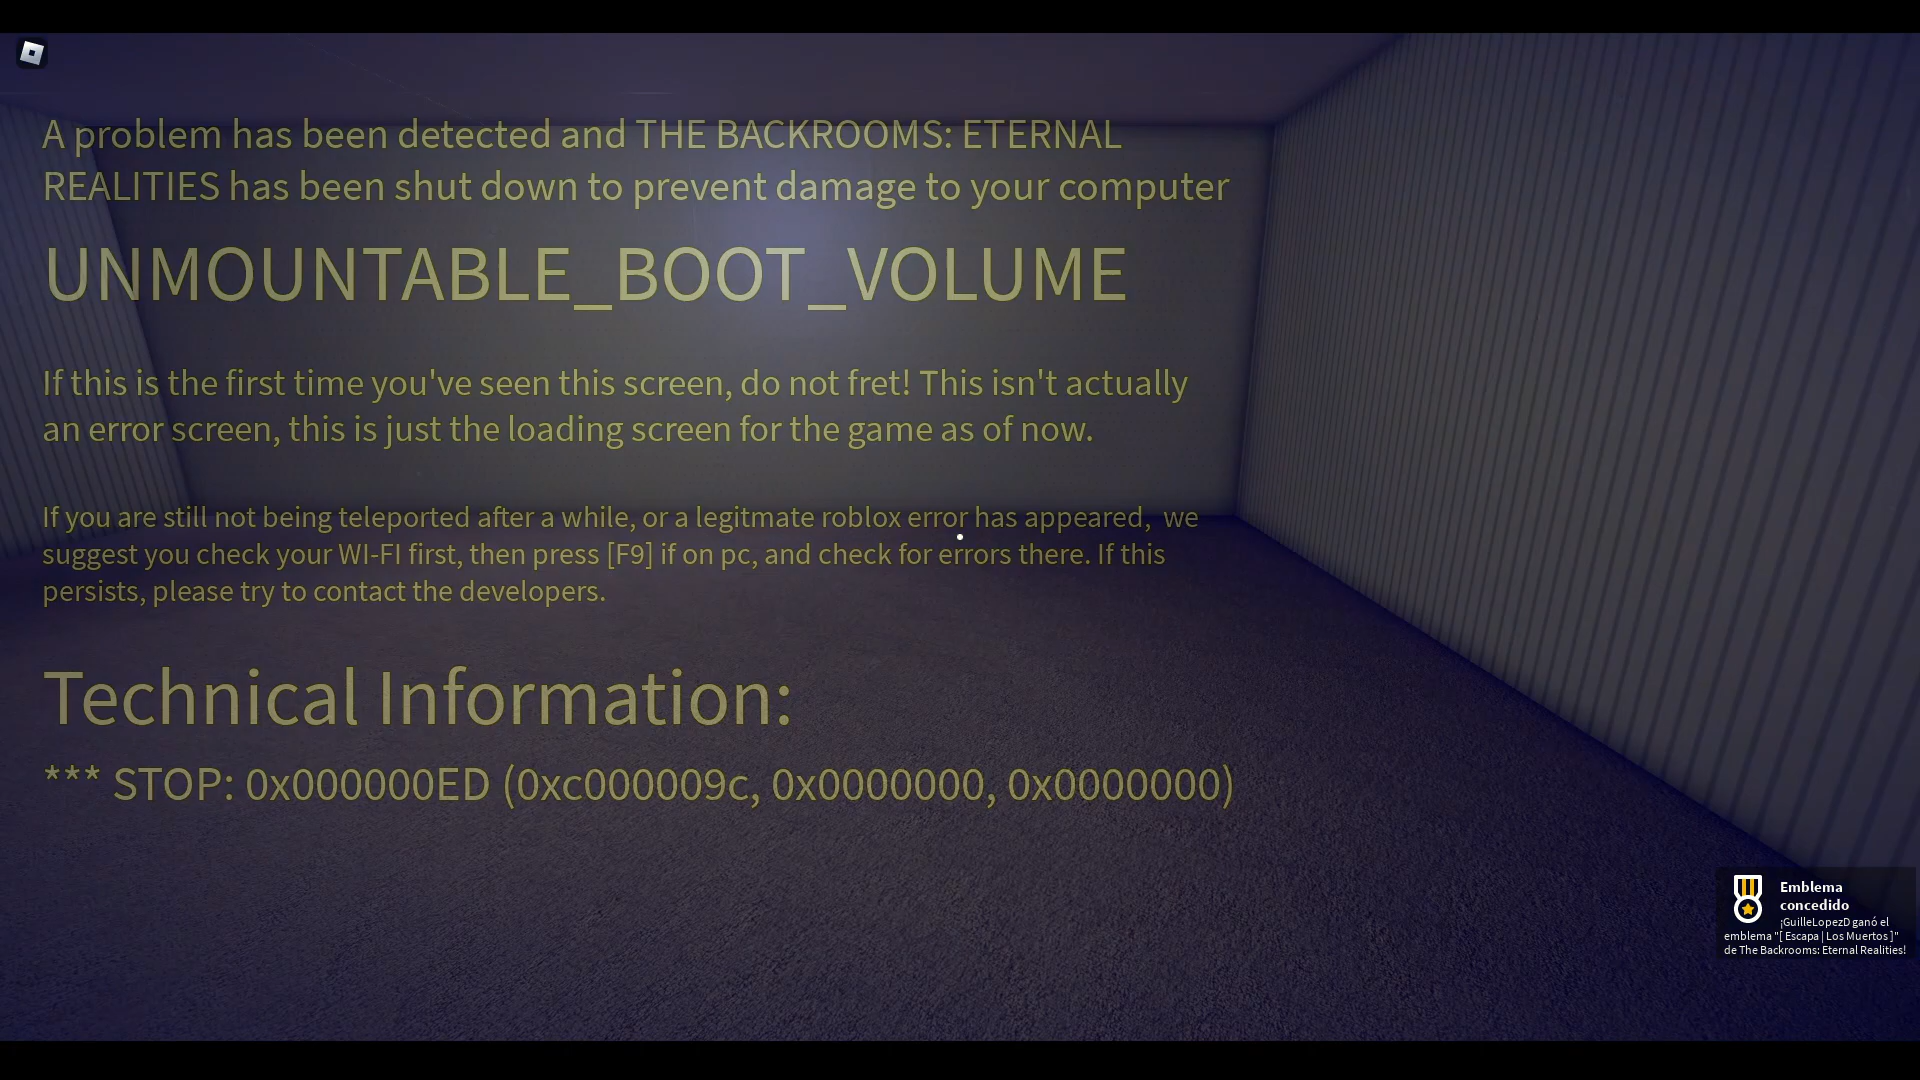 A problem has been detected and THE BACKROOMS: ETERNAL
REALITIES has been shut down to prevent damage to your computer
UNMOUNTABLE_BOOT_VOLUME
If this is the first time you've seen this screen, do not fret! This isn't actually
an error screen, this is just the loading screen for the game as of now.
If you are still not being teleported after a while, or a legitmate roblox error has appeared,  we
suggest you check your WI-FI first, then press [F9] if on pc, and check for errors there. If this
persists, please try to contact the developers.
Technical Information:
*** STOP: 0x000000ED (0xc000009c, 0x0000000, 0x0000000)
Emblema
concedido
¡GuilleLopezD ganó el
emblema "[ Escapa | Los Muertos ]"
de The Backrooms: Eternal Realities!